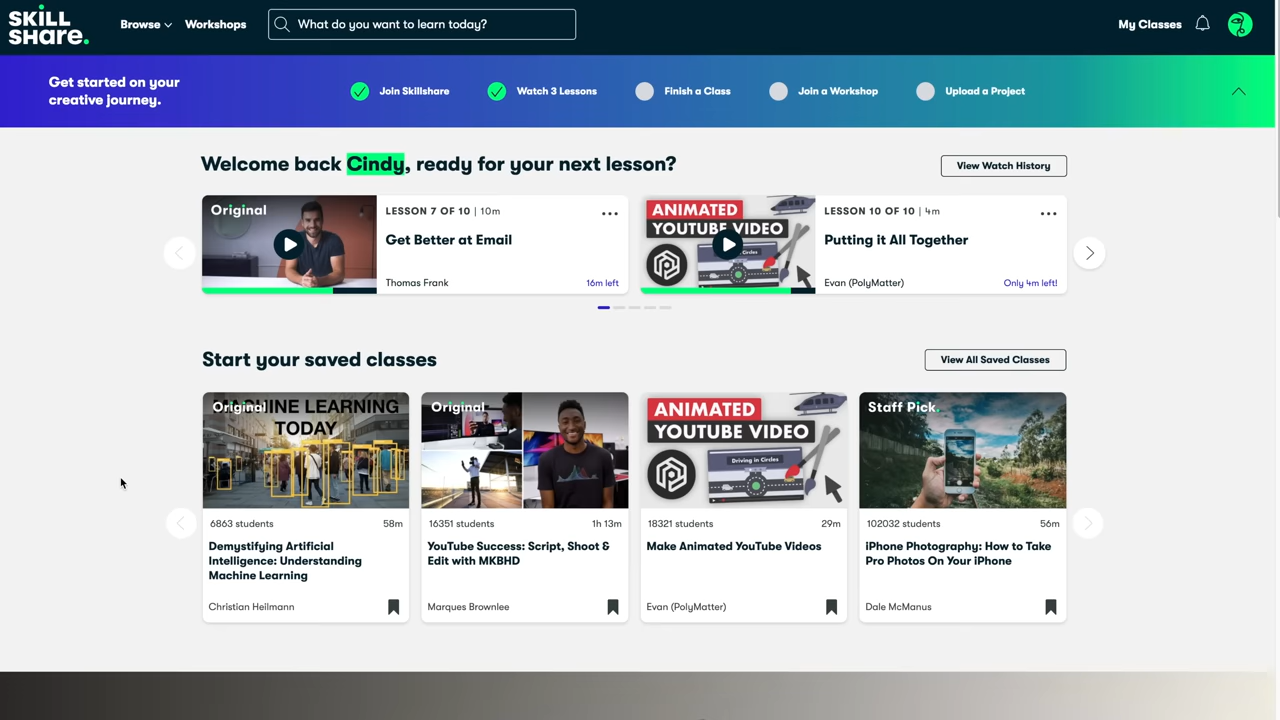 SKILL
SHare.
Browse
Workshops
What do you want to learn today?
My Classes
Get started on your
creative journey.
Join Skillshare
Watch 3 Lessons
Finish a Class
Join a Workshop
Upload a Project
Welcome back Cindy, ready for your next lesson?
View Watch History
Original
LESSON 7 OF 10 | 10m
Get Better at Email
Thomas Frank
16m left
ANIMATED
YOUTUBE VIDEO
LESSON 10 OF 10 | 4m
Putting it All Together
Evan (PolyMatter)
Only 4m left!
Start your saved classes
View All Saved Classes
Original
LEARNING
TODAY
6863 students
58m
Demystifying Artificial
Intelligence: Understanding
Machine Learning
Christian Heilmann
Original
16351 students
1h 13m
YouTube Success: Script, Shoot &
Edit with MKBHD
Marques Brownlee
ANIMATED
YOUTUBE VIDEO
Driving in Circles
18321 students
29m
Make Animated YouTube Videos
Evan (PolyMatter)
Staff Pick.
102032 students
56m
iPhone Photography: How to Take
Pro Photos On Your iPhone
Dale McManus